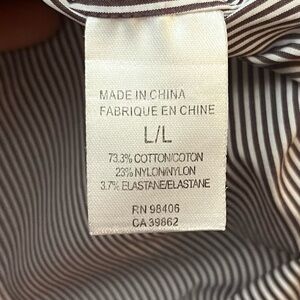 MADE IN CHINA
FABRIQUE EN CHINE
L/L
73.3% COTTON/COTON
23% NYLON/NYLON
3.7% ELASTANE/ELASTANE
RN 98406
CA 39862